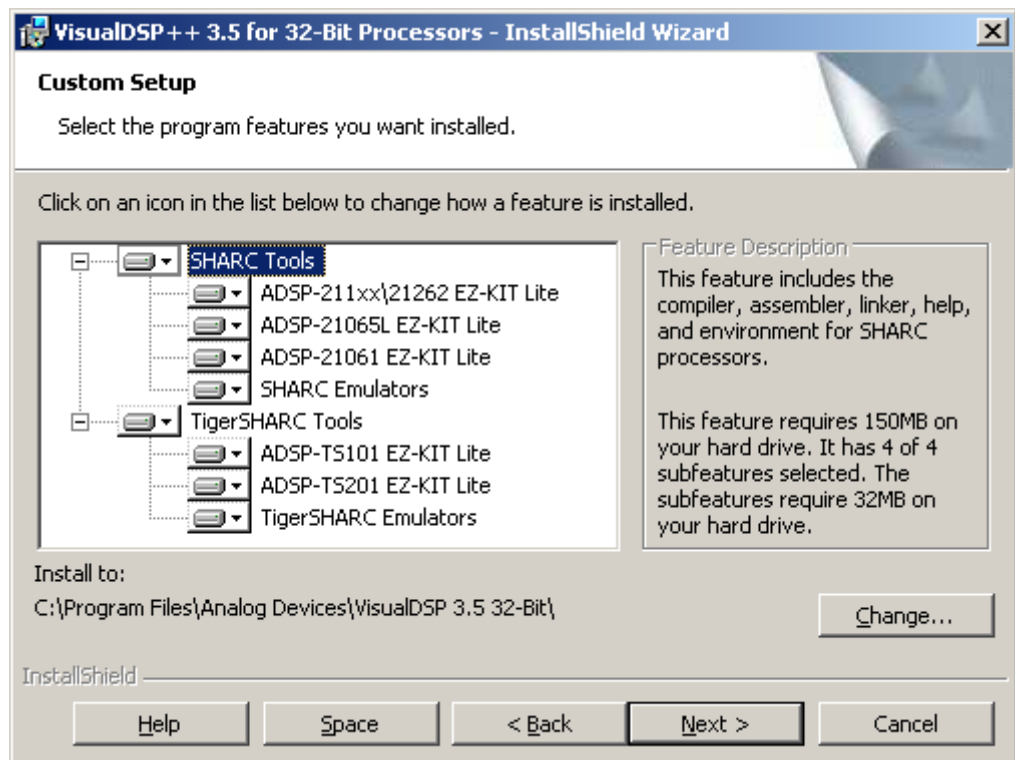 VisualDSP++ 3.5 for 32-Bit Processors - InstallShield Wizard
Custom Setup
Select the program features you want installed.
Click on an icon in the list below to change how a feature is installed.
SHARC Tools
ADSP-211xx\21262 EZ-KIT Lite
ADSP-21065L EZ-KIT Lite
ADSP-21061 EZ-KIT Lite
SHARC Emulators
TigerSHARC Tools
ADSP-TS101 EZ-KIT Lite
ADSP-TS201 EZ-KIT Lite
TigerSHARC Emulators
Feature Description
This feature includes the
compiler, assembler, linker, help,
and environment for SHARC
processors.
This feature requires 150MB on
your hard drive. It has 4 of 4
subfeatures selected. The
subfeatures require 32MB on
your hard drive.
Install to:
C:\Program Files\Analog Devices\VisualDSP 3.5 32-Bit\
Change...
InstallShield
Help
Space
< Back
Next >
Cancel